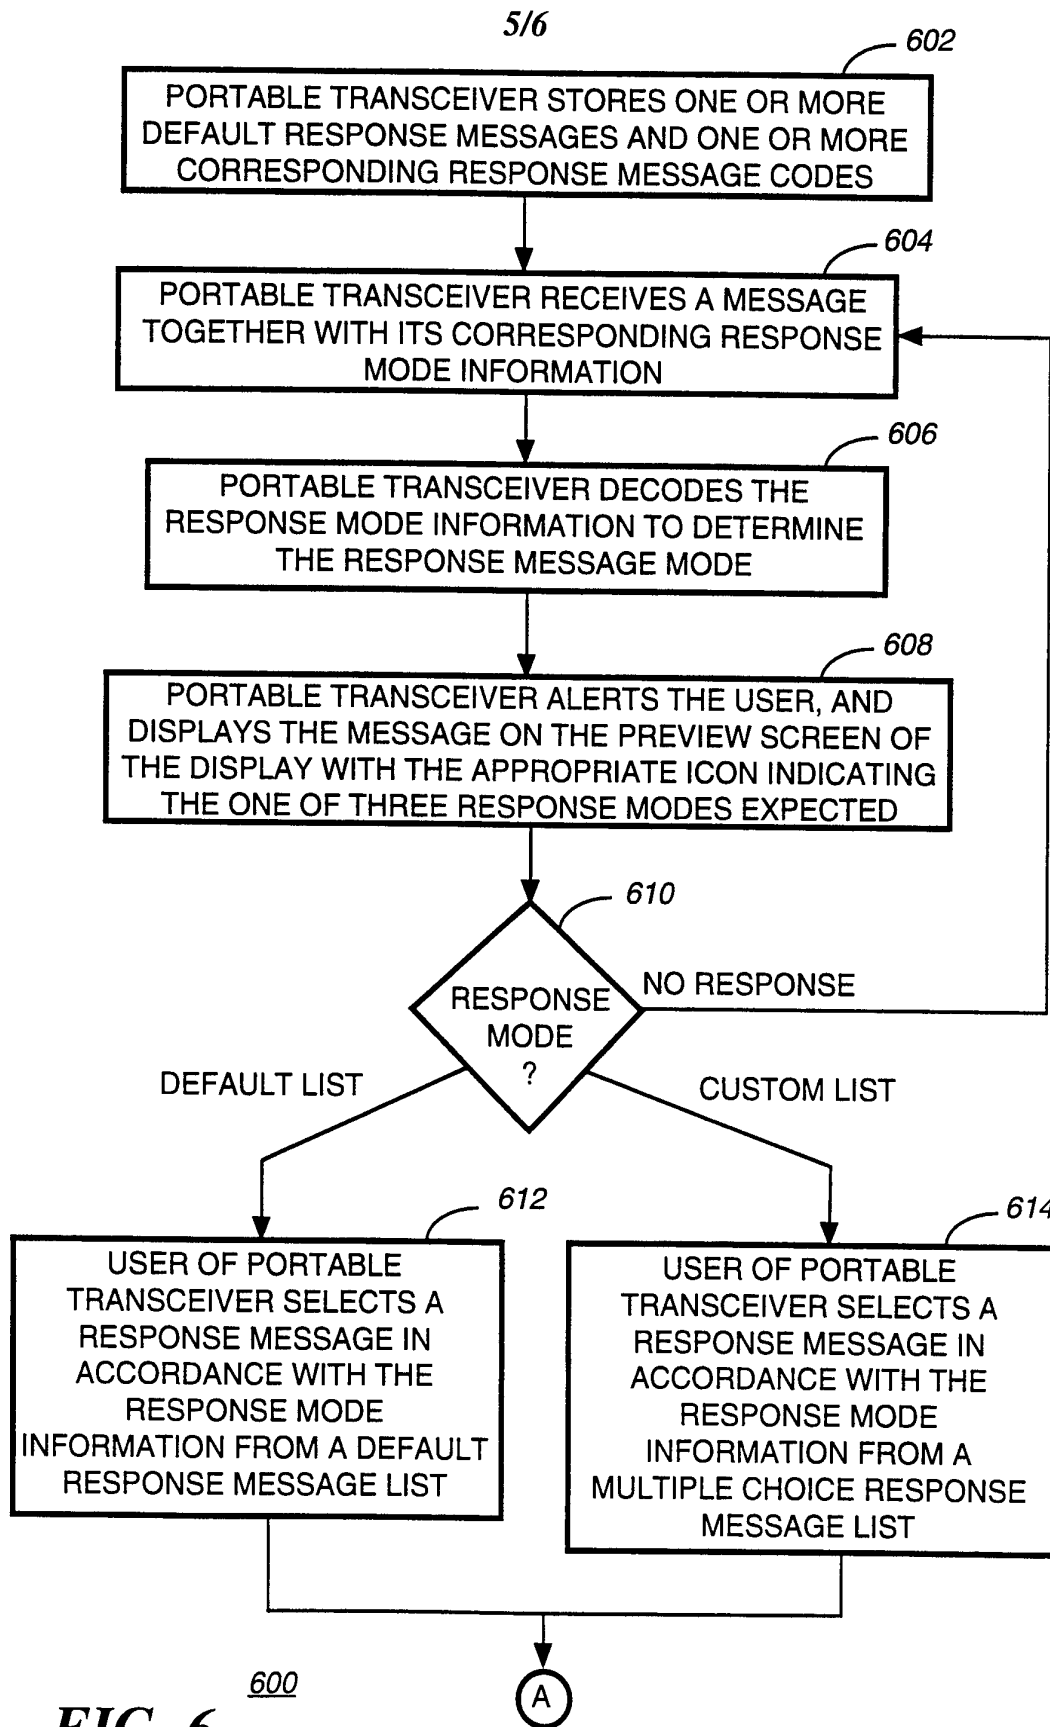 5/6
602
PORTABLE TRANSCEIVER STORES ONE OR MORE
DEFAULT RESPONSE MESSAGES AND ONE OR MORE
CORRESPONDING RESPONSE MESSAGE CODES
604
PORTABLE TRANSCEIVER RECEIVES A MESSAGE
TOGETHER WITH ITS CORRESPONDING RESPONSE
MODE INFORMATION
606
PORTABLE TRANSCEIVER DECODES THE
RESPONSE MODE INFORMATION TO DETERMINE
THE RESPONSE MESSAGE MODE
608
PORTABLE TRANSCEIVER ALERTS THE USER, AND
DISPLAYS THE MESSAGE ON THE PREVIEW SCREEN OF
THE DISPLAY WITH THE APPROPRIATE ICON INDICATING
THE ONE OF THREE RESPONSE MODES EXPECTED
610
RESPONSE
MODE
?
NO RESPONSE
DEFAULT LIST
CUSTOM LIST
612
USER OF PORTABLE
TRANSCEIVER SELECTS A
RESPONSE MESSAGE IN
ACCORDANCE WITH THE
RESPONSE MODE
INFORMATION FROM A DEFAULT
RESPONSE MESSAGE LIST
614
USER OF PORTABLE
TRANSCEIVER SELECTS A
RESPONSE MESSAGE IN
ACCORDANCE WITH THE
RESPONSE MODE
INFORMATION FROM A
MULTIPLE CHOICE RESPONSE
MESSAGE LIST
A
600
FIG. 6